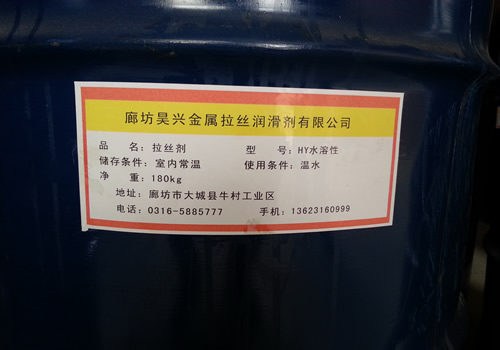 廊坊昊兴金属拉丝润滑剂有限公司
品 名：拉丝剂 型 号：HY水溶性
储存条件：室内常温 使用条件：温水
净 重：180kg
地址：廊坊市大城县牛村工业区
电话：0316-5885777 手机：13623160999